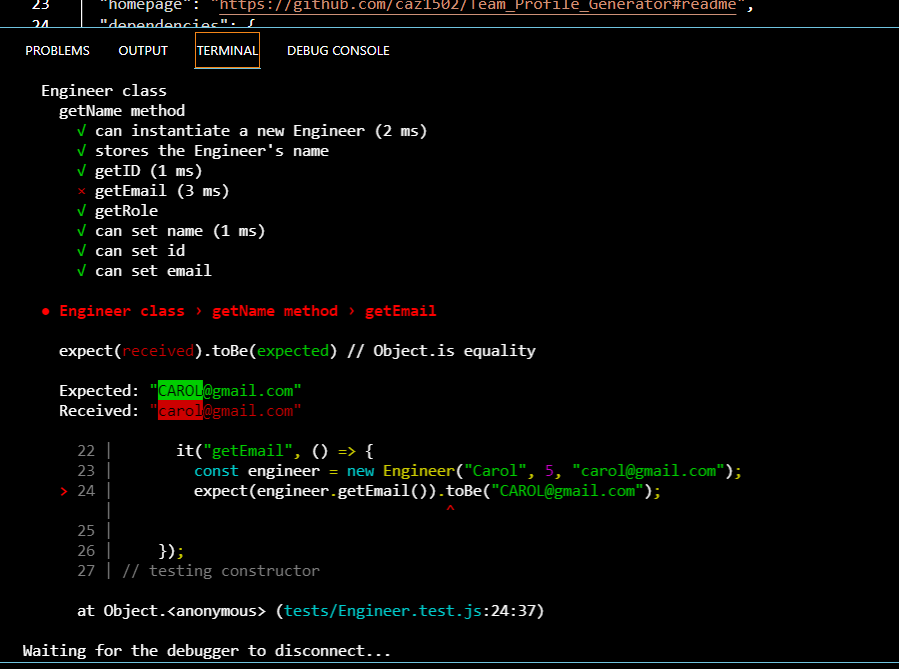 23 "homepage": "https://github.com/caz1502/Team_Profile_Generator#readme",
24 "dependencies": {
PROBLEMS OUTPUT TERMINAL DEBUG CONSOLE
Engineer class
getName method
√ can instantiate a new Engineer (2 ms)
√ stores the Engineer's name
√ getID (1 ms)
× getEmail (3 ms)
√ getRole
√ can set name (1 ms)
√ can set id
√ can set email
● Engineer class › getName method › getEmail
expect(received).toBe(expected) // Object.is equality
Expected: "CAROL@gmail.com"
Received: "carol@gmail.com"
22 | it("getEmail", () => {
23 | const engineer = new Engineer("Carol", 5, "carol@gmail.com");
> 24 | expect(engineer.getEmail()).toBe("CAROL@gmail.com");
| ^
25 |
26 | });
27 | // testing constructor
at Object.<anonymous> (tests/Engineer.test.js:24:37)
Waiting for the debugger to disconnect...